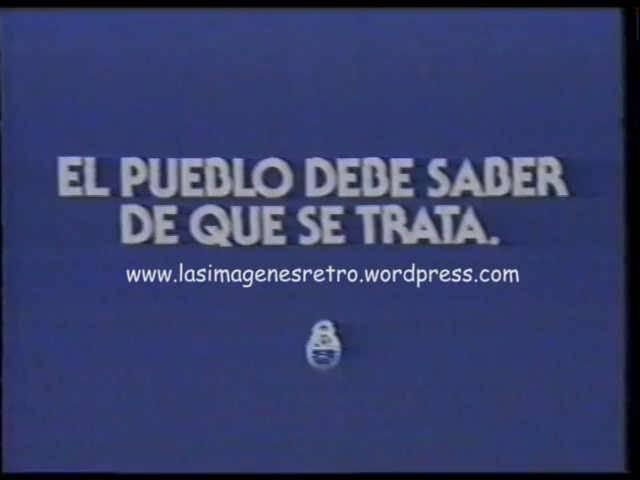 EL PUEBLO DEBE SABER
DE QUE SE TRATA.
www.lasimagenesretro.wordpress.com